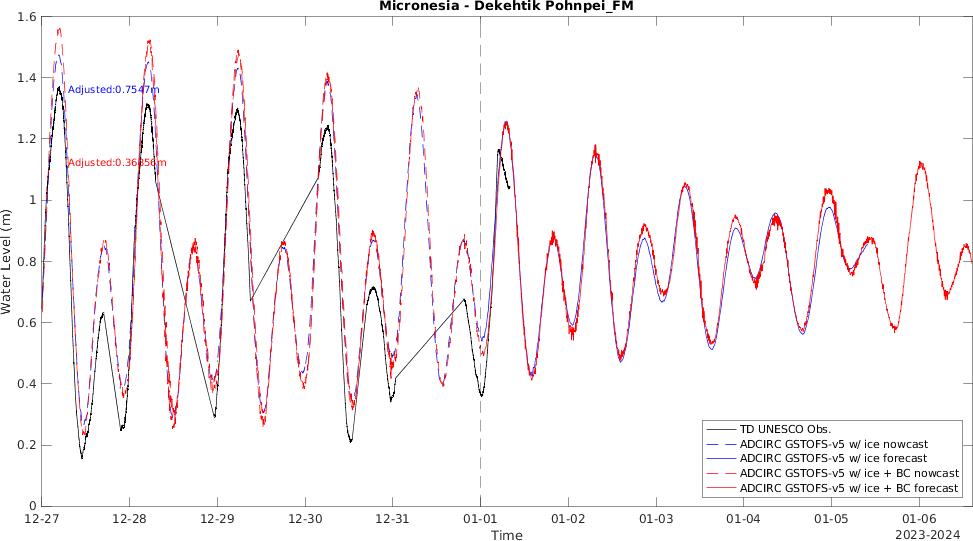 Micronesia - Dekehtik Pohnpei_FM
Water Level (m)
1.6
1.4
1.2
1
0.8
0.6
0.4
0.2
0
Adjusted:0.7547m
Adjusted:0.36856m
TD UNESCO Obs.
ADCIRC GSTOFS-v5 w/ ice nowcast
ADCIRC GSTOFS-v5 w/ ice forecast
ADCIRC GSTOFS-v5 w/ ice + BC nowcast
ADCIRC GSTOFS-v5 w/ ice + BC forecast
12-27 12-28 12-29 12-30 12-31 01-01 01-02 01-03 01-04 01-05 01-06
Time
2023-2024